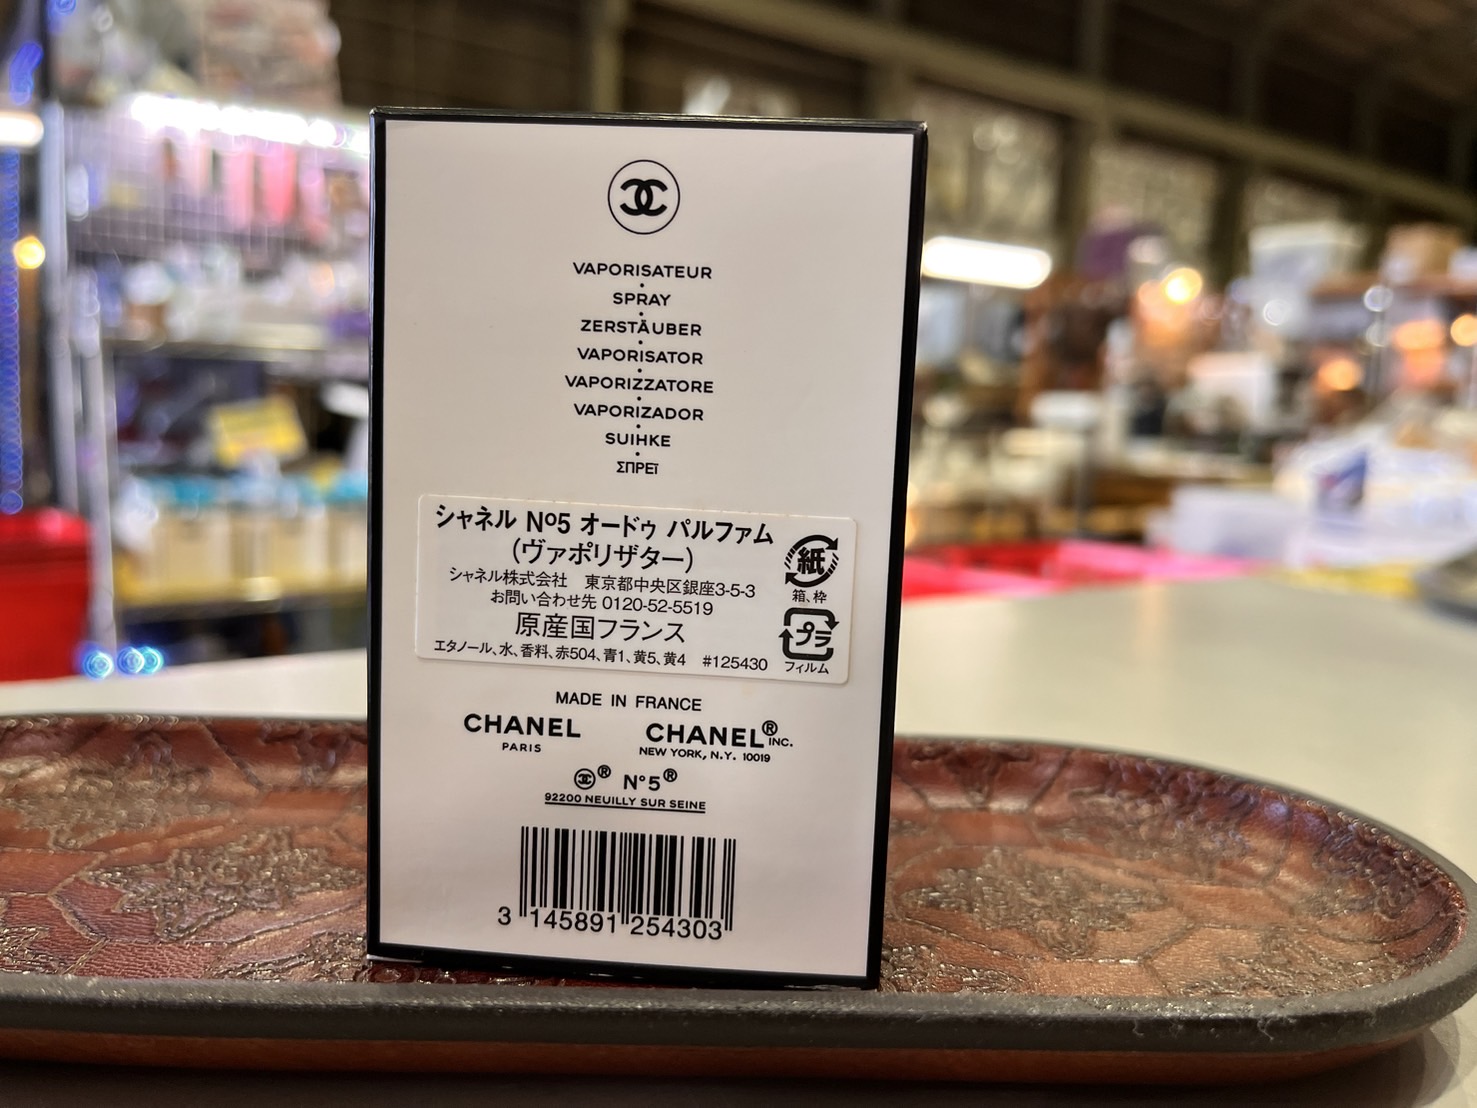 VAPORISATEUR
SPRAY
ZERSTÄUBER
VAPORISATOR
VAPORIZZATORE
VAPORIZADOR
SUIHKE
ΣΠΡΕΪ
シャネル Nº5 オードゥ パルファム
(ヴァポリザター)
シャネル株式会社 東京都中央区銀座3-5-3
お問い合わせ先 0120-52-5519
原産国フランス
エタノール、水、香料、赤504、青1、黄5、黄4 #125430
紙
箱、枠
プラ
フィルム
MADE IN FRANCE
CHANEL
PARIS
CHANEL® INC.
NEW YORK, N.Y. 10019
® N°5®
92200 NEUILLY SUR SEINE
3 145891 254303